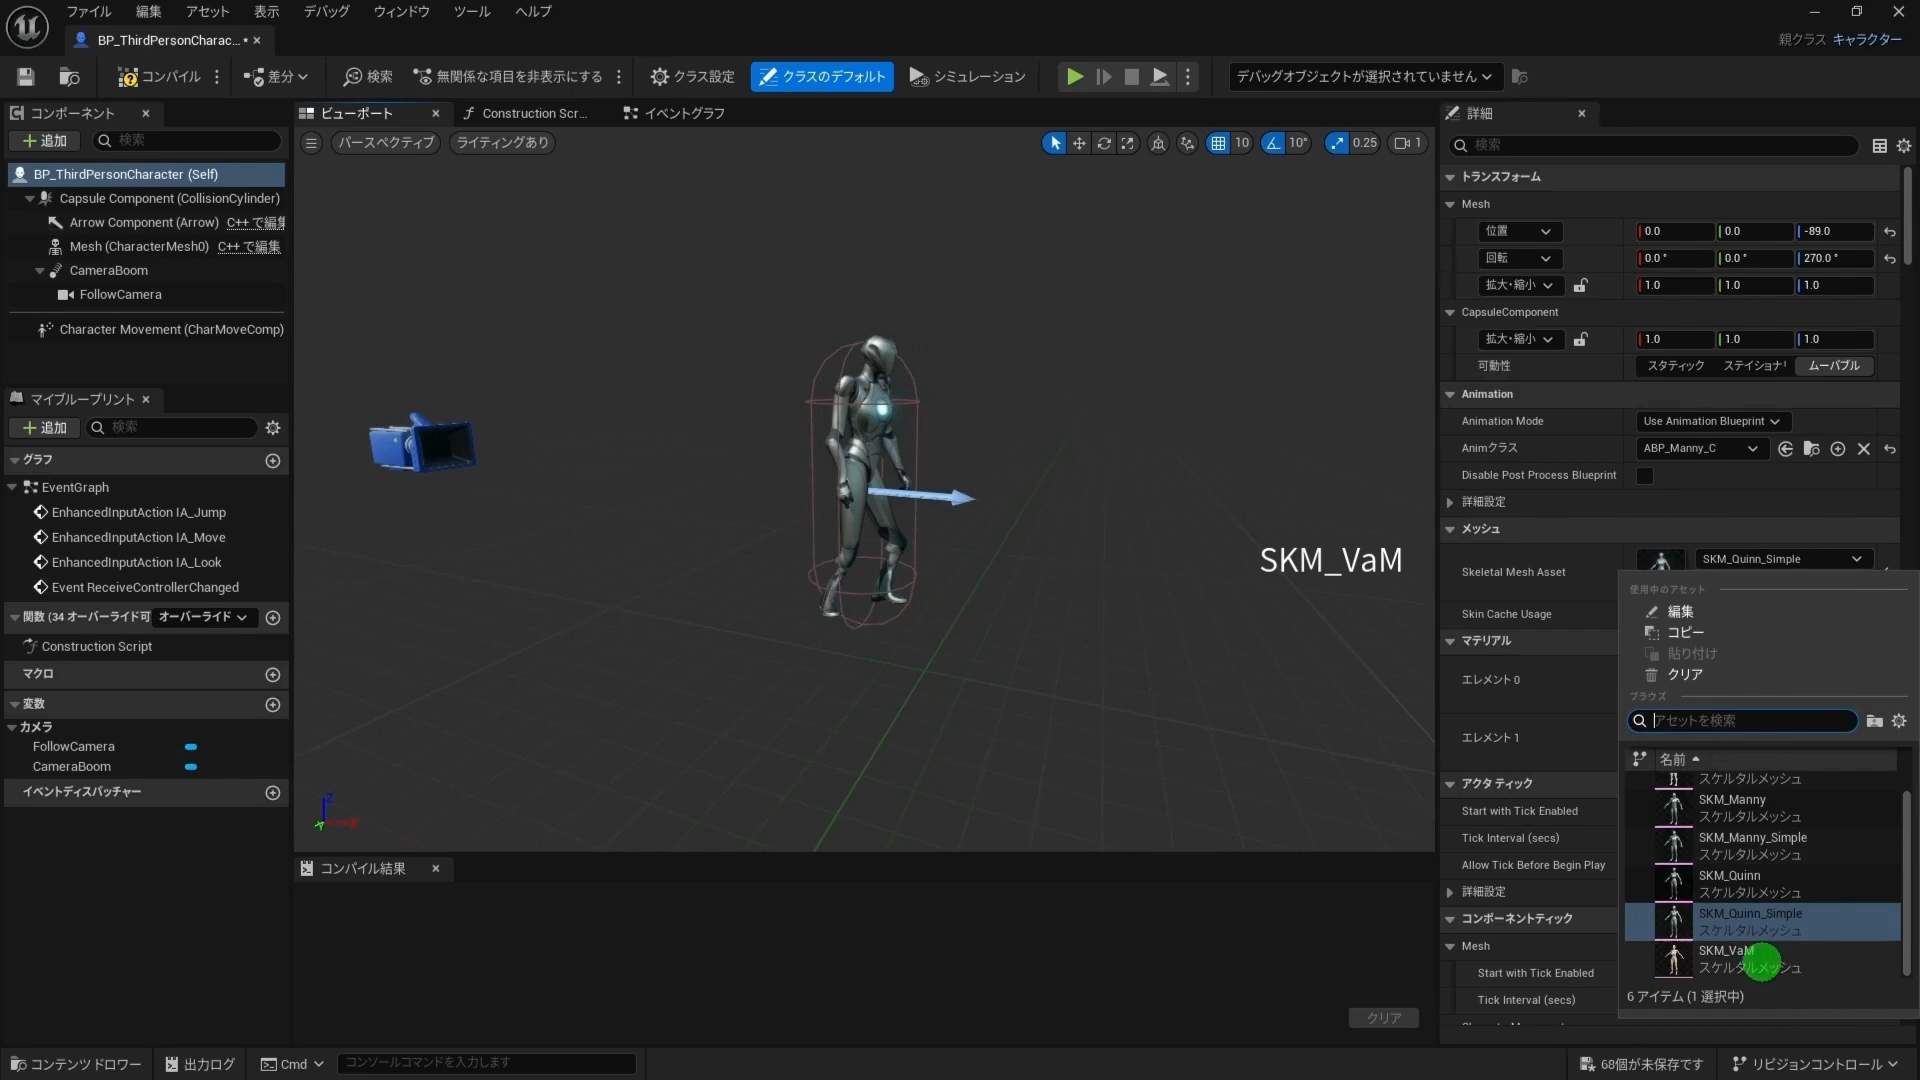 ファイル 編集 アセット 表示 デバッグ ウィンドウ ツール ヘルプ
BP_ThirdPersonCharac...•
親クラス キャラクター
コンパイル 差分 検索 無関係な項目を非表示にする クラス設定 クラスのデフォルト シミュレーション デバッグオブジェクトが選択されていません
コンポーネント
追加 検索
BP_ThirdPersonCharacter (Self)
Capsule Component (CollisionCylinder)
Arrow Component (Arrow) C++ で編集
Mesh (CharacterMesh0) C++ で編集
CameraBoom
FollowCamera
Character Movement (CharMoveComp)
マイブループリント
追加 検索
グラフ
EventGraph
EnhancedInputAction IA_Jump
EnhancedInputAction IA_Move
EnhancedInputAction IA_Look
Event ReceiveControllerChanged
関数 (34 オーバーライド可 オーバーライド
Construction Script
マクロ
変数
カメラ
FollowCamera
CameraBoom
イベントディスパッチャー
ビューポート Construction Scr... イベントグラフ
パースペクティブ ライティングあり 10 10° 0.25 1
Z
SKM_VaM
コンパイル結果
クリア
詳細
検索
トランスフォーム
Mesh
位置 0.0 0.0 -89.0
回転 0.0 ° 0.0 ° 270.0 °
拡大・縮小 1.0 1.0 1.0
CapsuleComponent
拡大・縮小 1.0 1.0 1.0
可動性 スタティック ステイショナリ ムーバブル
Animation
Animation Mode Use Animation Blueprint
Animクラス ABP_Manny_C
Disable Post Process Blueprint
詳細設定
メッシュ
Skeletal Mesh Asset SKM_Quinn_Simple
Skin Cache Usage
マテリアル
エレメント 0
エレメント 1
アクタ ティック
Start with Tick Enabled
Tick Interval (secs)
Allow Tick Before Begin Play
詳細設定
コンポーネントティック
Mesh
Start with Tick Enabled
Tick Interval (secs)
使用中のアセット
編集
コピー
貼り付け
クリア
ブラウズ
アセットを検索
名前
スケルタルメッシュ
SKM_Manny
スケルタルメッシュ
SKM_Manny_Simple
スケルタルメッシュ
SKM_Quinn
スケルタルメッシュ
SKM_Quinn_Simple
スケルタルメッシュ
SKM_VaM
スケルタルメッシュ
6 アイテム (1 選択中)
コンテンツ ドロワー 出力ログ Cmd コンソールコマンドを入力します 68個が未保存です リビジョンコントロール